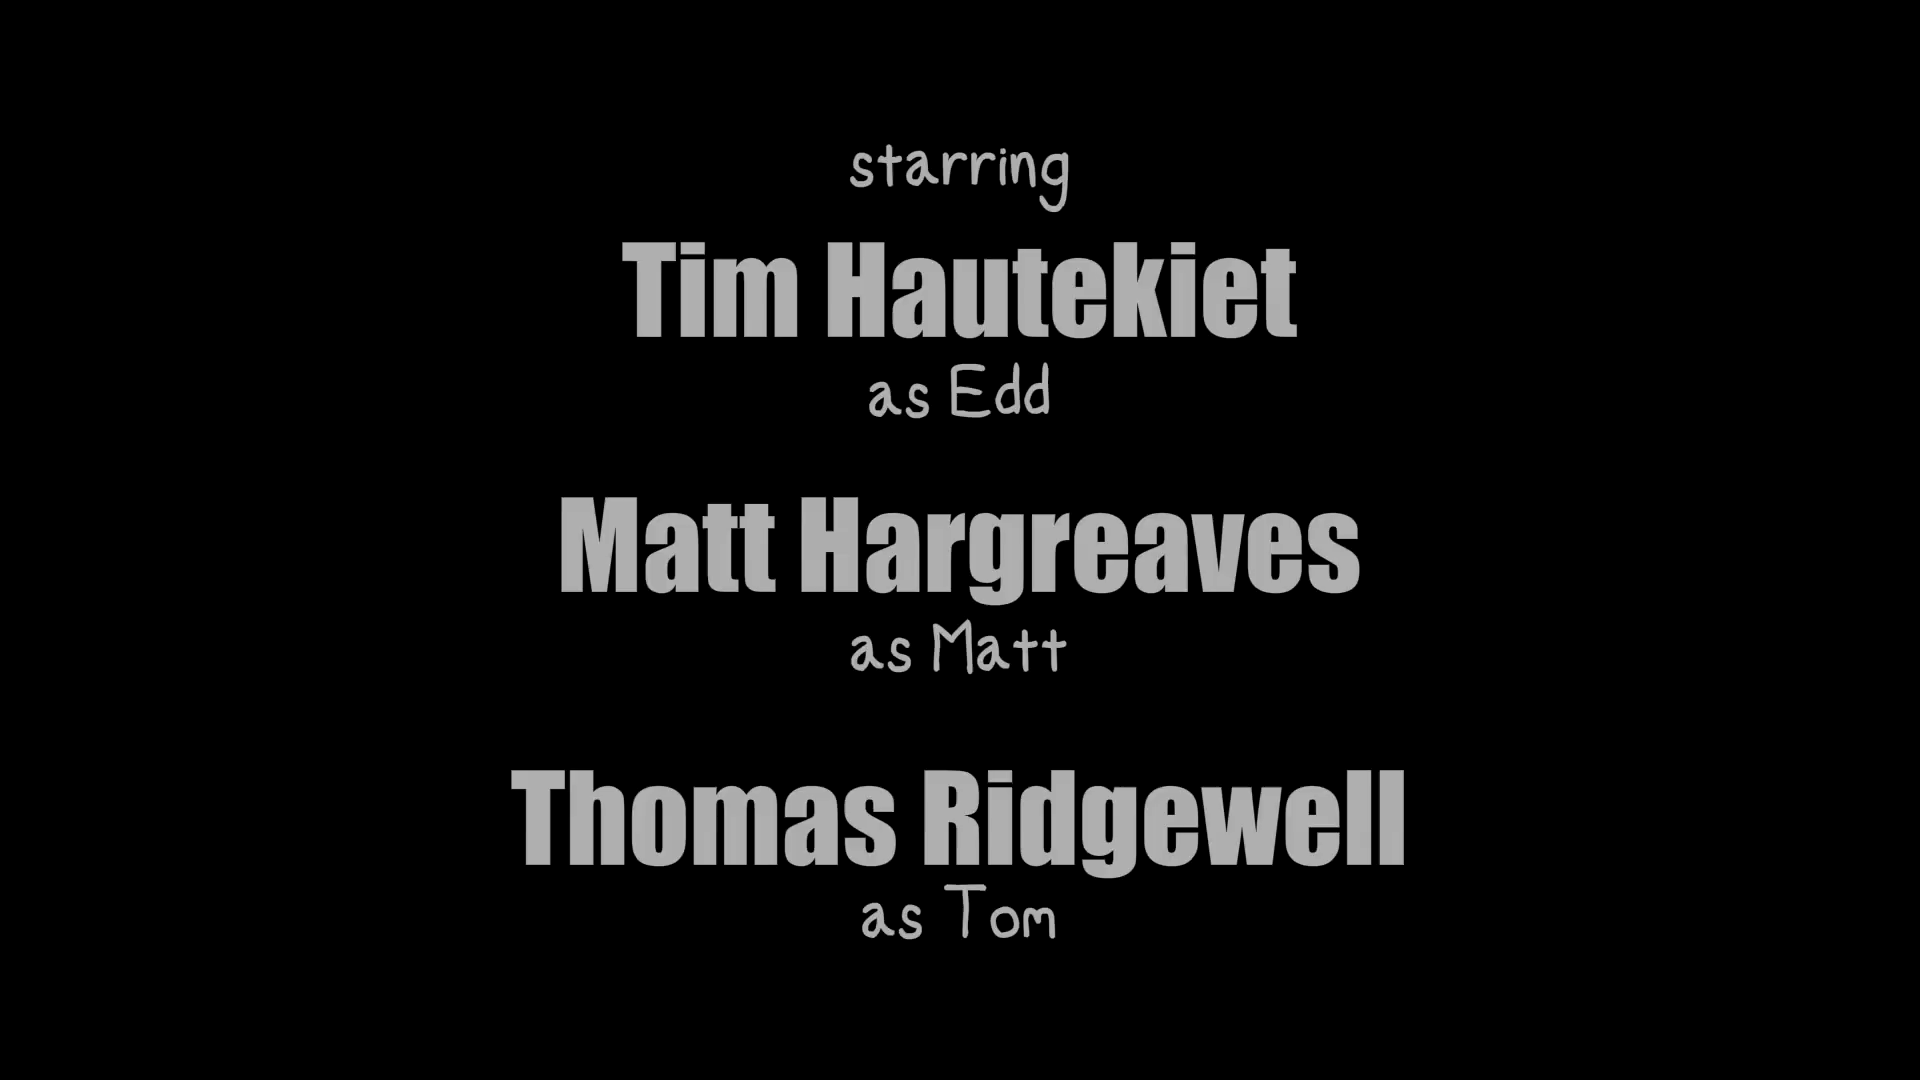 starring
Tim Hautekiet
as Edd
Matt Hargreaves
as Matt
Thomas Ridgewell
as Tom